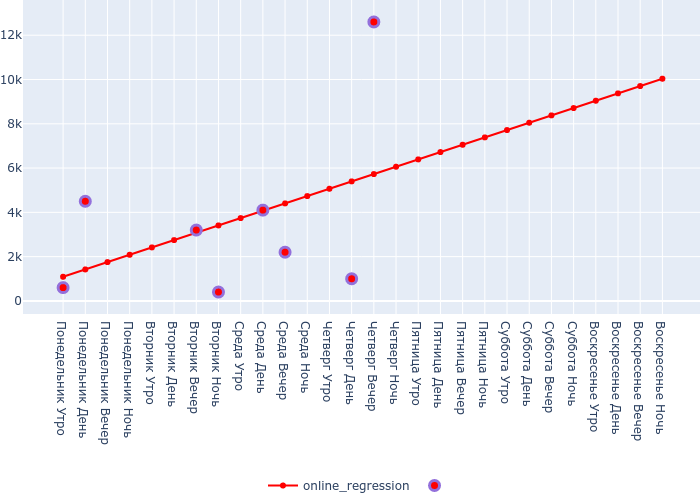 12k
10k
8k
6k
4k
2k
0
Понедельник Утро
Понедельник День
Понедельник Вечер
Понедельник Ночь
Вторник Утро
Вторник День
Вторник Вечер
Вторник Ночь
Среда Утро
Среда День
Среда Вечер
Среда Ночь
Четверг Утро
Четверг День
Четверг Вечер
Четверг Ночь
Пятница Утро
Пятница День
Пятница Вечер
Пятница Ночь
Суббота Утро
Суббота День
Суббота Вечер
Суббота Ночь
Воскресенье Утро
Воскресенье День
Воскресенье Вечер
Воскресенье Ночь
online_regression